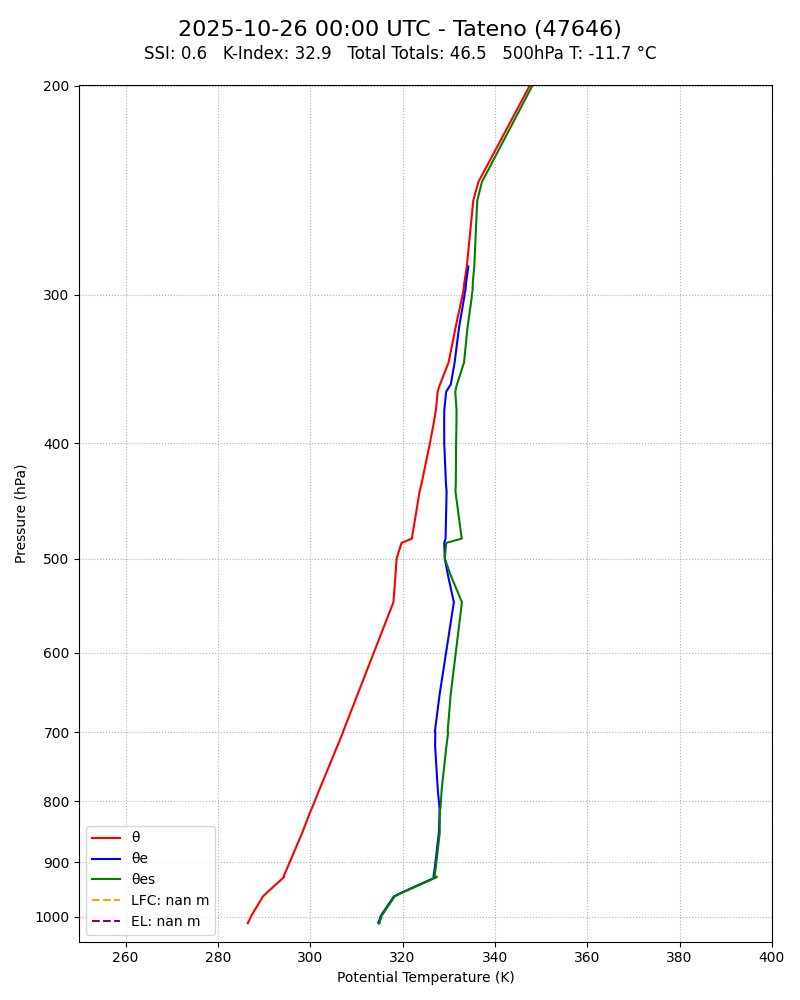 2025-10-26 00:00 UTC - Tateno (47646)
SSI: 0.6   K-Index: 32.9   Total Totals: 46.5   500hPa T: -11.7 °C
200
300
400
500
600
700
800
900
1000
Pressure (hPa)
θ
θe
θes
LFC: nan m
EL: nan m
260 280 300 320 340 360 380 400
Potential Temperature (K)